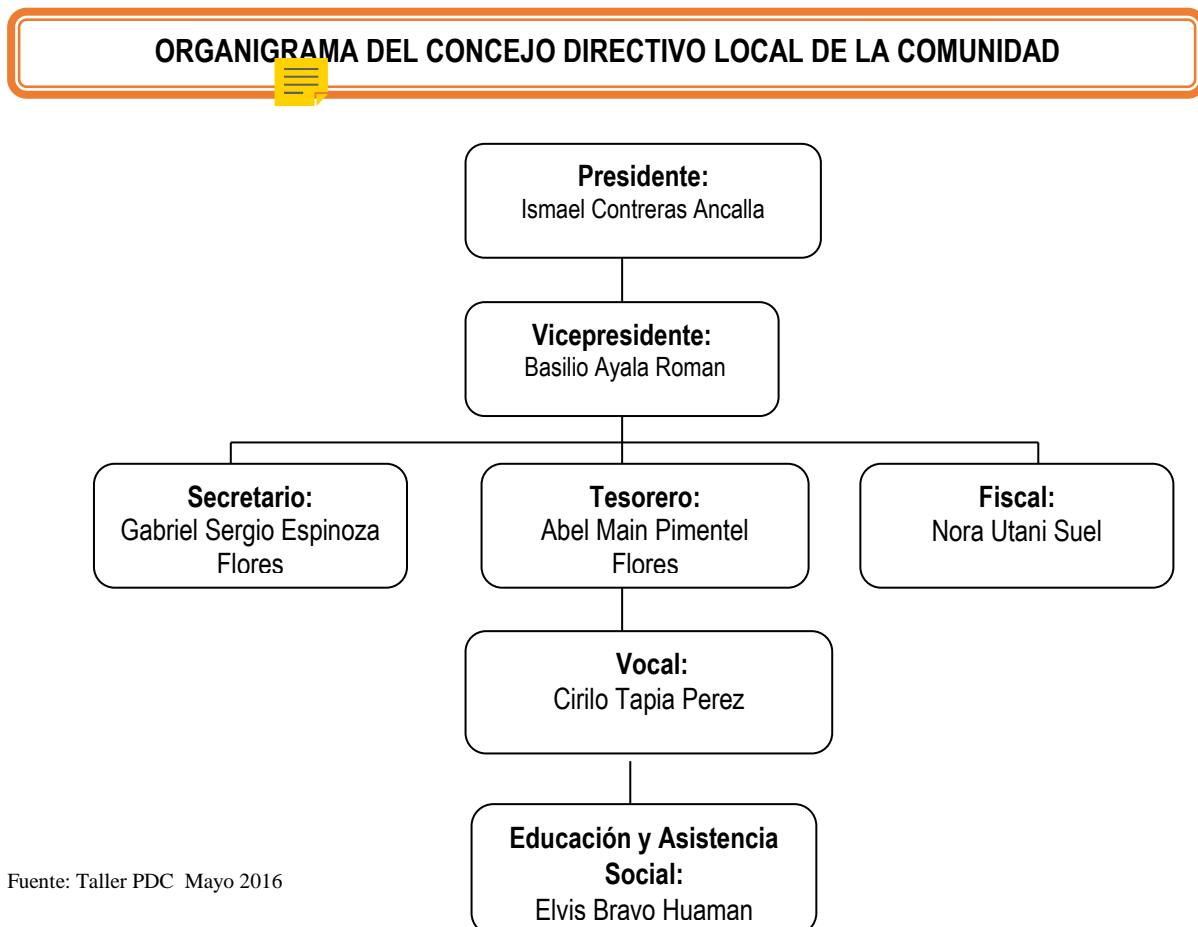 ORGANIGRAMA DEL CONCEJO DIRECTIVO LOCAL DE LA COMUNIDAD
Presidente:
Ismael Contreras Ancalla
Vicepresidente:
Basilio Ayala Roman
Secretario:
Gabriel Sergio Espinoza
Flores
Tesorero:
Abel Main Pimentel
Flores
Fiscal:
Nora Utani Suel
Vocal:
Cirilo Tapia Perez
Educación y Asistencia
Social:
Elvis Bravo Huaman
Fuente: Taller PDC Mayo 2016